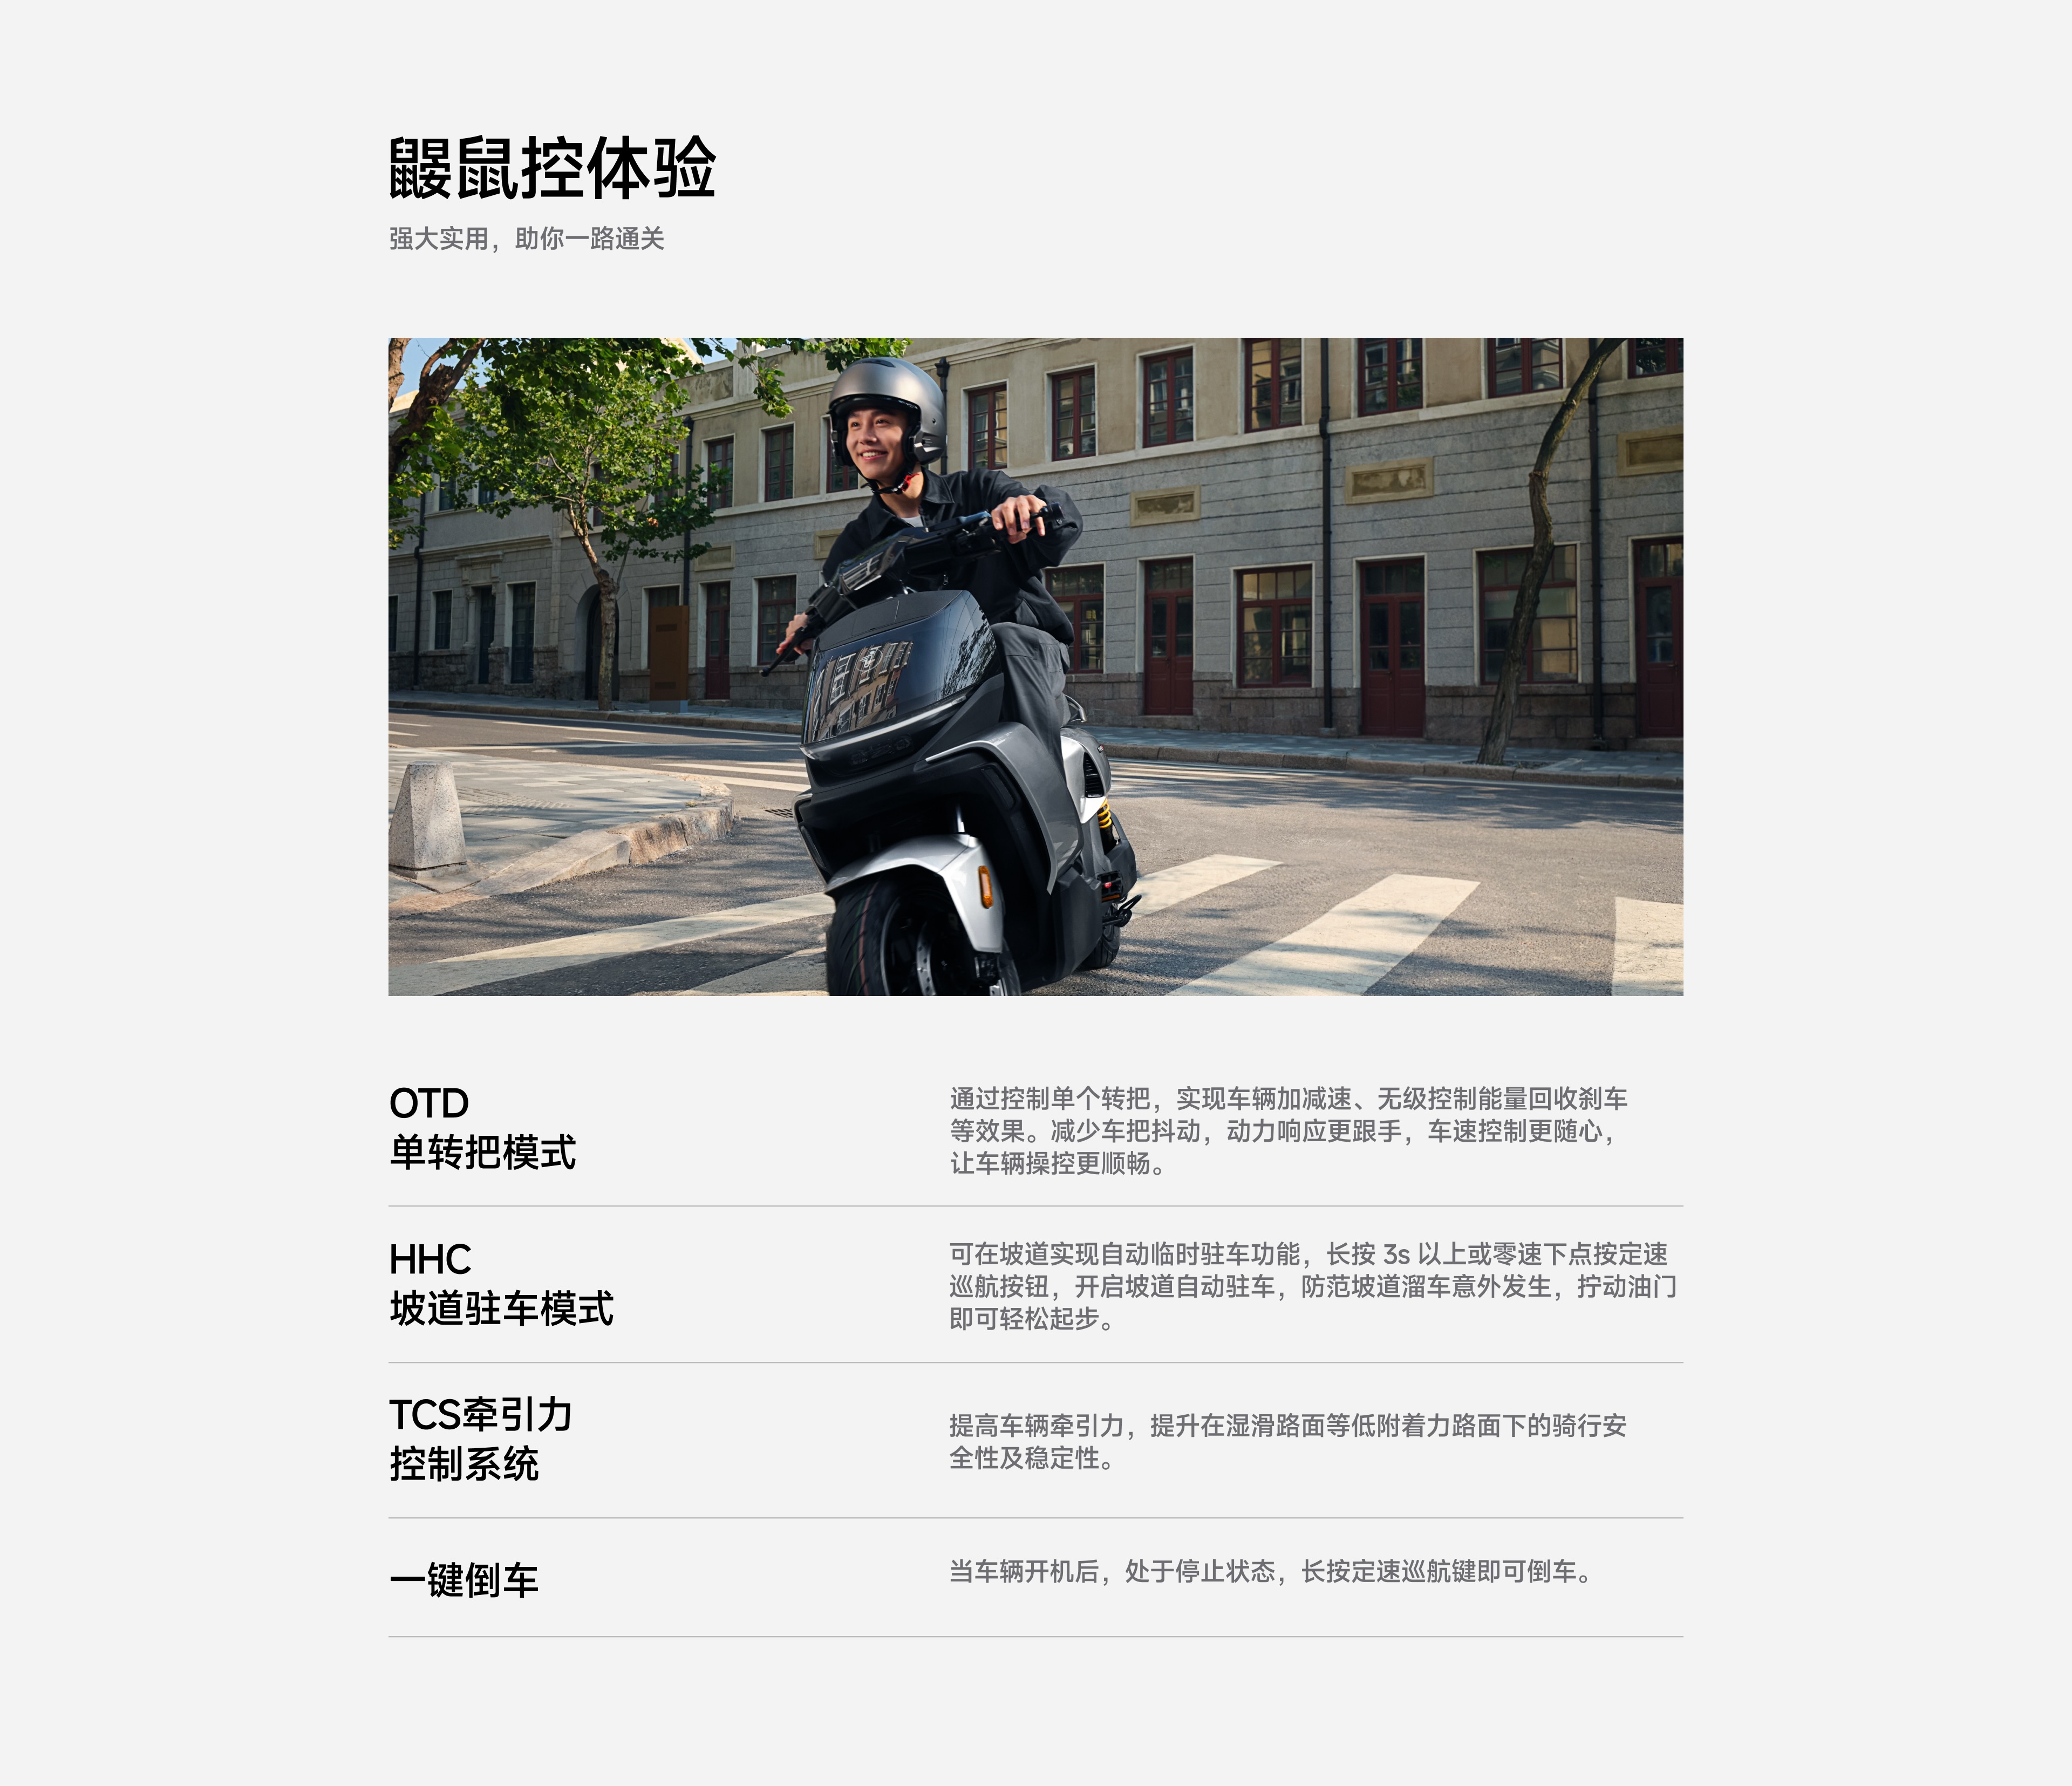 鼹鼠控体验
强大实用，助你一路通关
OTD
单转把模式
通过控制单个转把，实现车辆加减速、无级控制能量回收刹车
等效果。减少车把抖动，动力响应更跟手，车速控制更随心，
让车辆操控更顺畅。
HHC
坡道驻车模式
可在坡道实现自动临时驻车功能，长按 3s 以上或零速下点按定速
巡航按钮，开启坡道自动驻车，防范坡道溜车意外发生，拧动油门
即可轻松起步。
TCS牵引力
控制系统
提高车辆牵引力，提升在湿滑路面等低附着力路面下的骑行安
全性及稳定性。
一键倒车
当车辆开机后，处于停止状态，长按定速巡航键即可倒车。